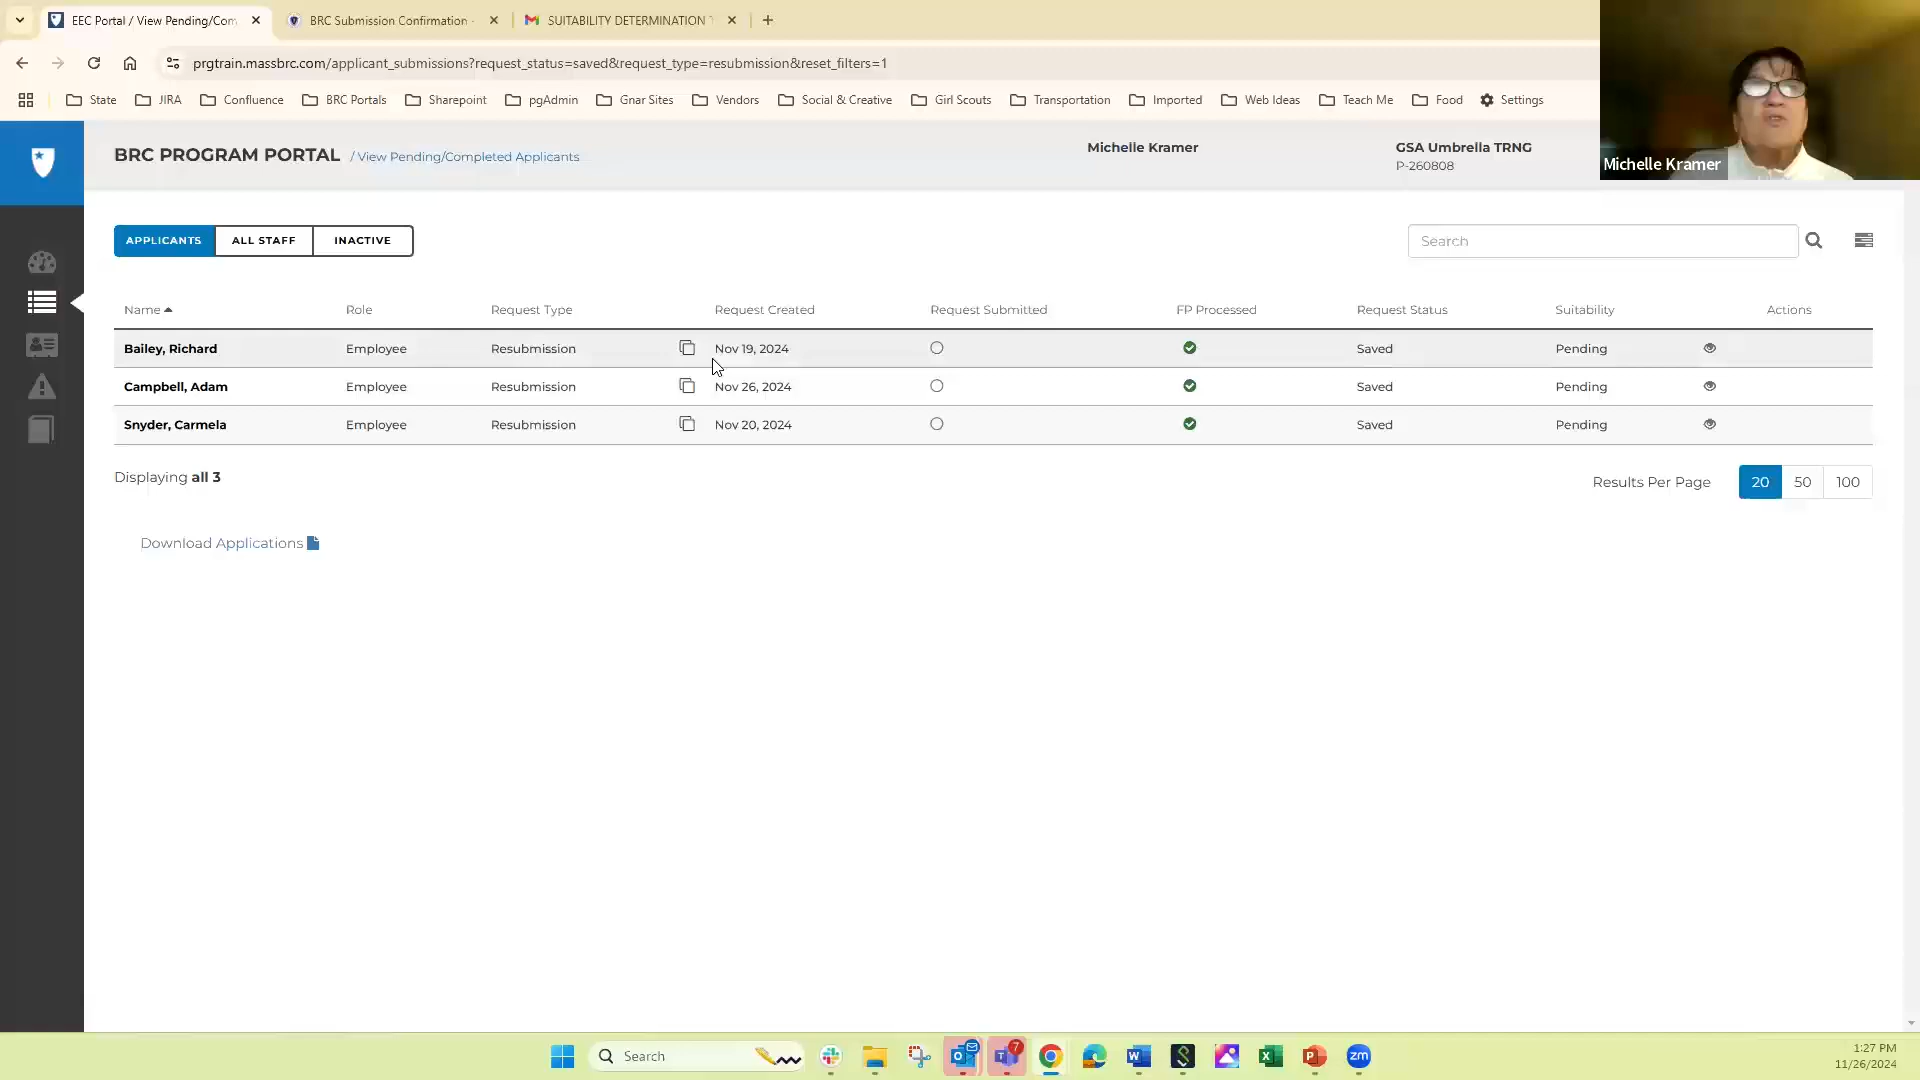 EEC Portal / View Pending/Com
BRC Submission Confirmation -
SUITABILITY DETERMINATION T
prgtrain.massbrc.com/applicant_submissions?request_status=saved&request_type=resubmission&reset_filters=1
State JIRA Confluence BRC Portals Sharepoint pgAdmin Gnar Sites Vendors Social & Creative Girl Scouts Transportation Imported Web Ideas Teach Me Food Settings
BRC PROGRAM PORTAL / View Pending/Completed Applicants
Michelle Kramer
GSA Umbrella TRNG
P-260808
Michelle Kramer
APPLICANTS ALL STAFF INACTIVE
Search
Name Role Request Type Request Created Request Submitted FP Processed Request Status Suitability Actions
Bailey, Richard Employee Resubmission Nov 19, 2024 Saved Pending
Campbell, Adam Employee Resubmission Nov 26, 2024 Saved Pending
Snyder, Carmela Employee Resubmission Nov 20, 2024 Saved Pending
Displaying all 3
Results Per Page 20 50 100
Download Applications
Search
7
zm
1:27 PM
11/26/2024